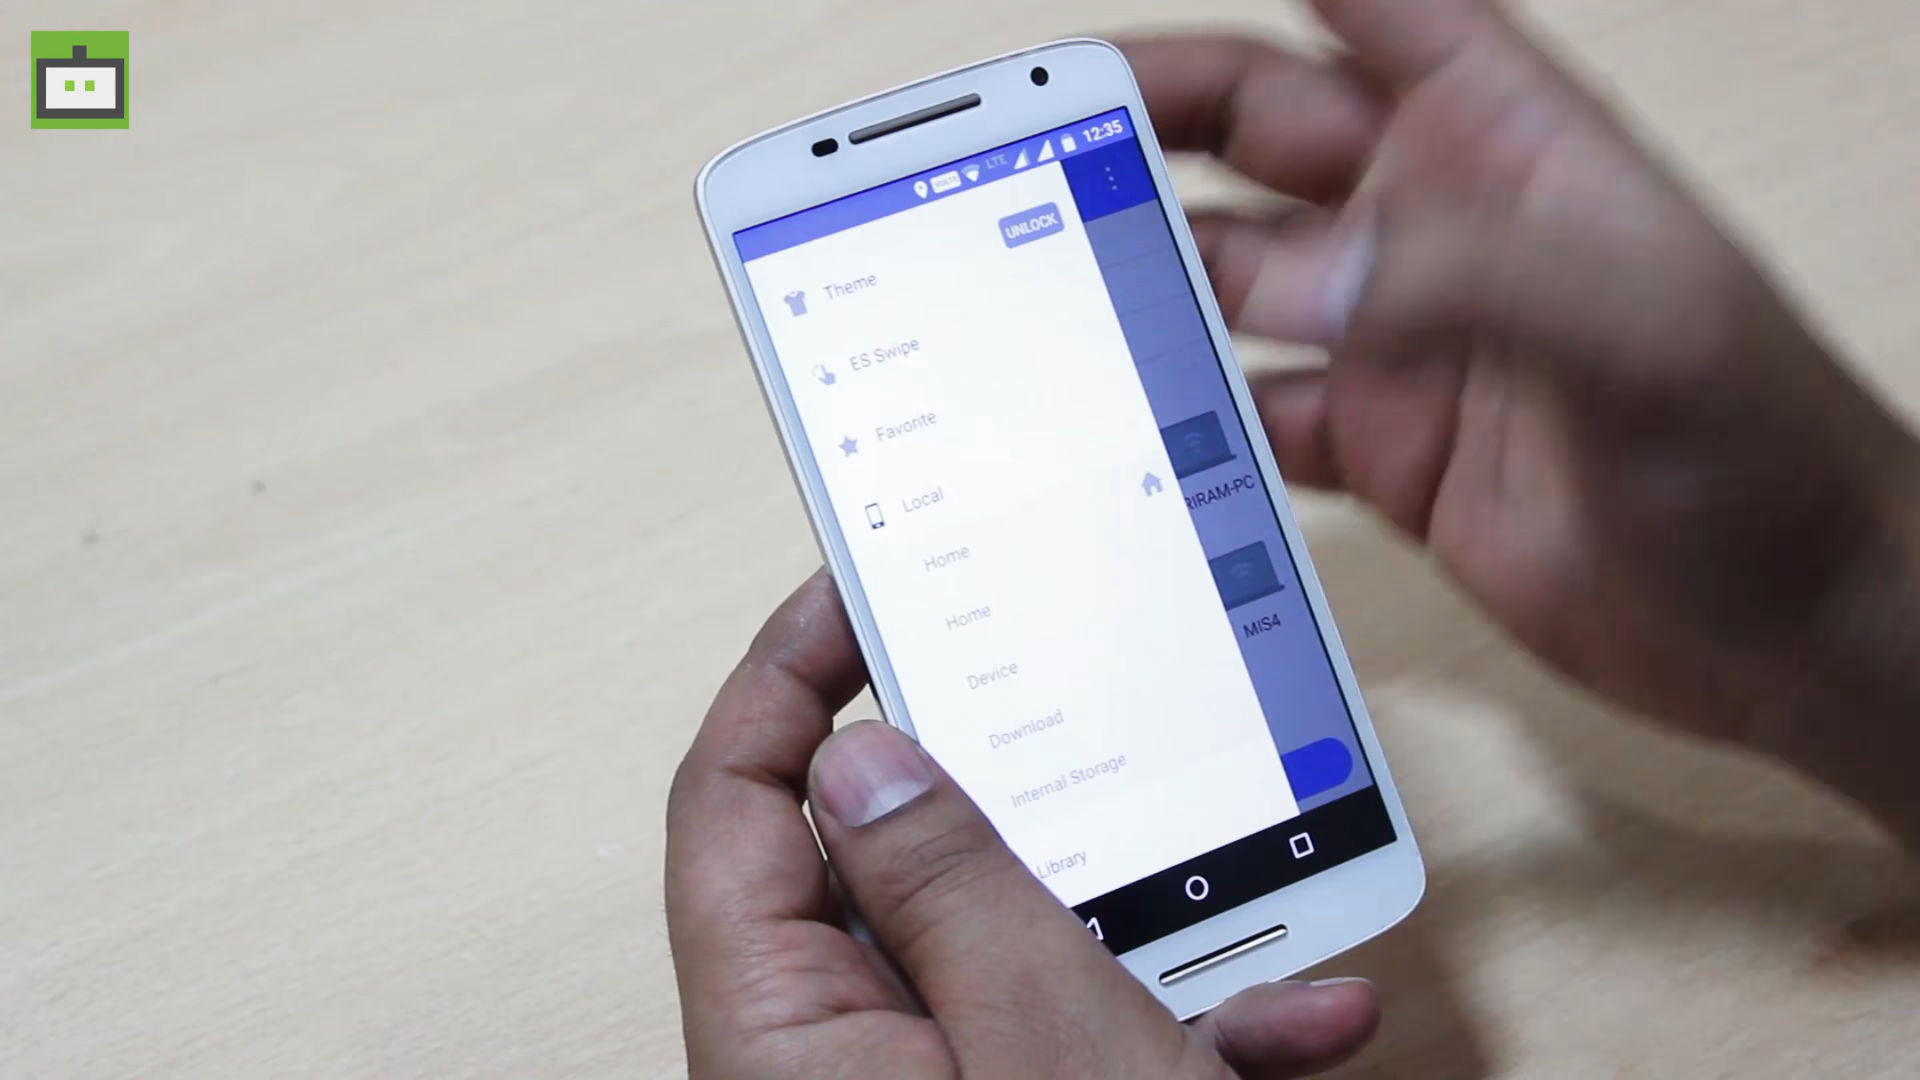 VOLTE LTE 12:35
UNLOCK
Theme
ES Swipe
Favorite
Local
Home
Home
Device
Download
Internal Storage
Library
RIRAM-PC
MIS4